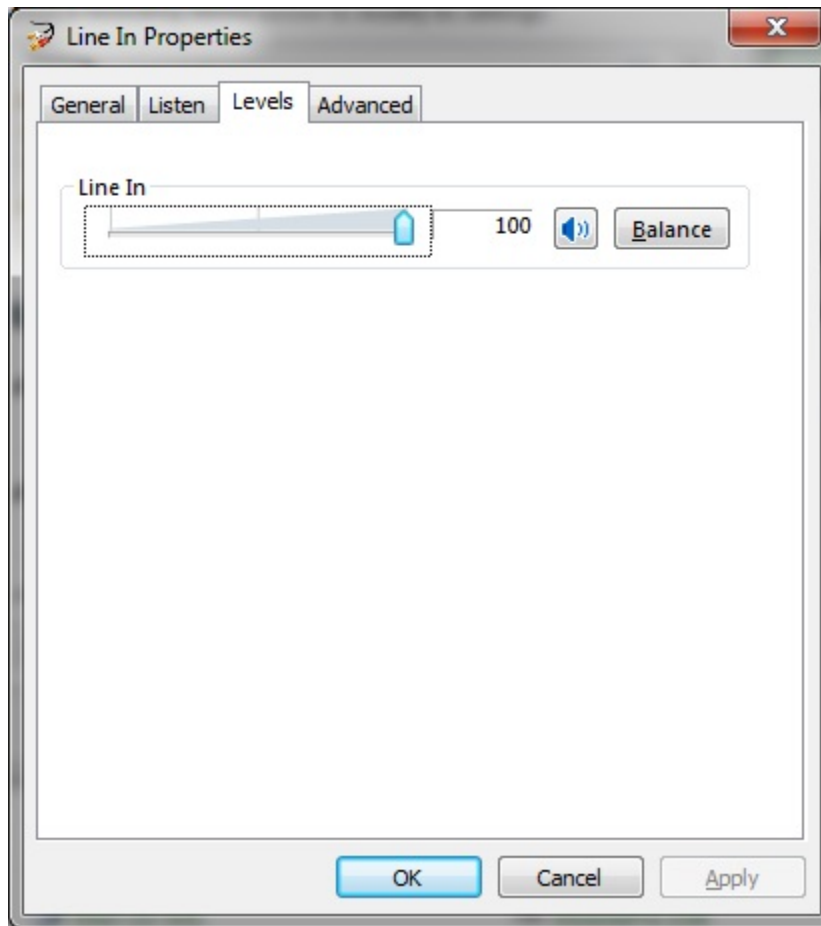 Line In Properties
General Listen Levels Advanced
Line In
100 Balance
OK Cancel Apply